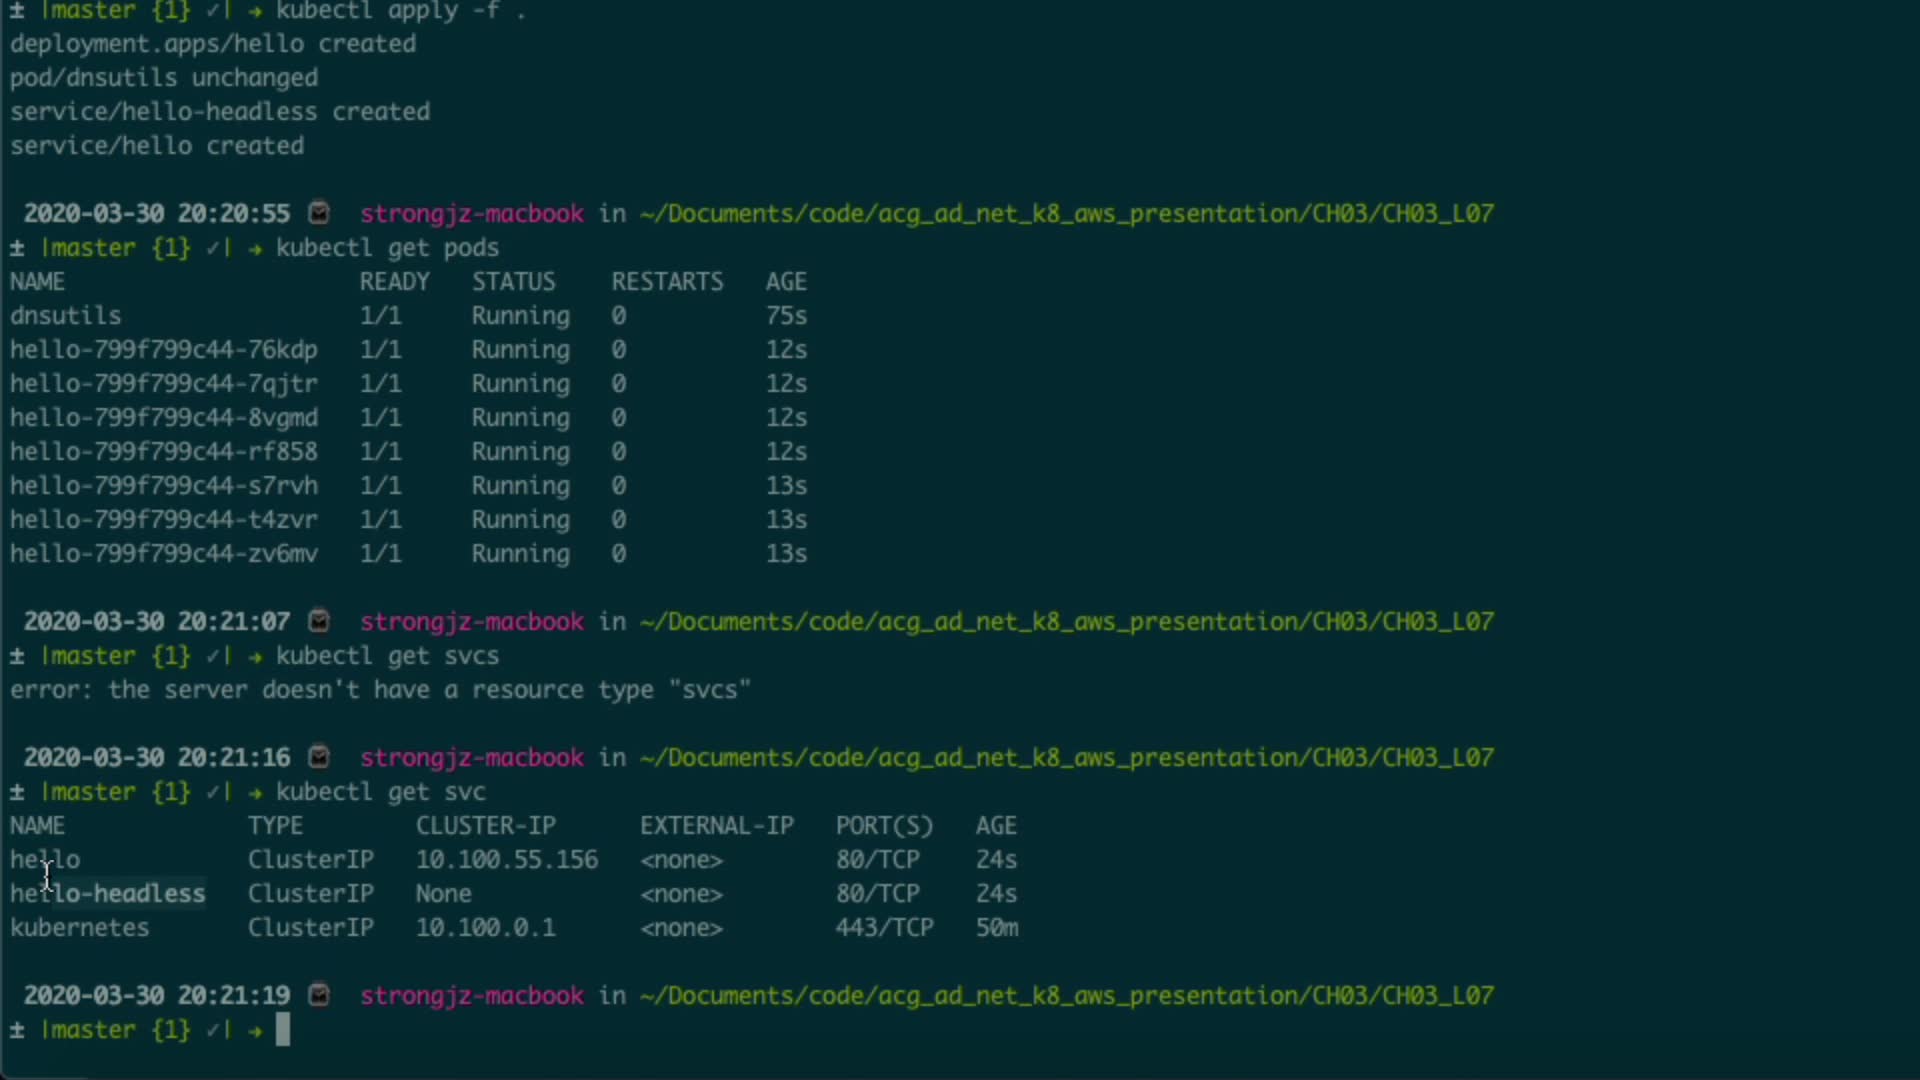 ± |master {1} ✓| → kubectl apply -f .
deployment.apps/hello created
pod/dnsutils unchanged
service/hello-headless created
service/hello created
2020-03-30 20:20:55 strongjz-macbook in ~/Documents/code/acg_ad_net_k8_aws_presentation/CH03/CH03_L07
± |master {1} ✓| → kubectl get pods
NAME READY STATUS RESTARTS AGE
dnsutils 1/1 Running 0 75s
hello-799f799c44-76kdp 1/1 Running 0 12s
hello-799f799c44-7qjtr 1/1 Running 0 12s
hello-799f799c44-8vgmd 1/1 Running 0 12s
hello-799f799c44-rf858 1/1 Running 0 12s
hello-799f799c44-s7rvh 1/1 Running 0 13s
hello-799f799c44-t4zvr 1/1 Running 0 13s
hello-799f799c44-zv6mv 1/1 Running 0 13s
2020-03-30 20:21:07 strongjz-macbook in ~/Documents/code/acg_ad_net_k8_aws_presentation/CH03/CH03_L07
± |master {1} ✓| → kubectl get svcs
error: the server doesn't have a resource type "svcs"
2020-03-30 20:21:16 strongjz-macbook in ~/Documents/code/acg_ad_net_k8_aws_presentation/CH03/CH03_L07
± |master {1} ✓| → kubectl get svc
NAME TYPE CLUSTER-IP EXTERNAL-IP PORT(S) AGE
hello ClusterIP 10.100.55.156 <none> 80/TCP 24s
hello-headless ClusterIP None <none> 80/TCP 24s
kubernetes ClusterIP 10.100.0.1 <none> 443/TCP 50m
2020-03-30 20:21:19 strongjz-macbook in ~/Documents/code/acg_ad_net_k8_aws_presentation/CH03/CH03_L07
± |master {1} ✓| →